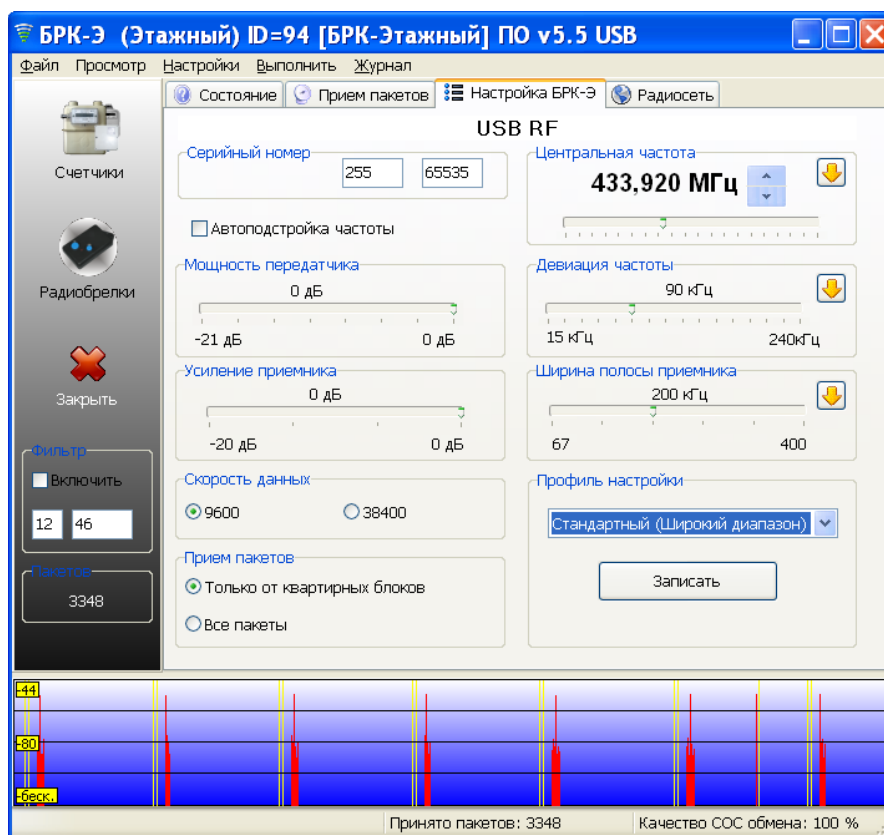 БРК-Э (Этажный) ID=94 [БРК-Этажный] ПО v5.5 USB
Файл Просмотр Настройки Выполнить Журнал
Состояние Прием пакетов Настройка БРК-Э Радиосеть
USB RF
Счетчики
Радиобрелки
Закрыть
Фильтр
Включить
12 46
Пакетов
3348
Серийный номер
255 65535
Автоподстройка частоты
Центральная частота
433,920 МГц
Мощность передатчика
0 дБ
-21 дБ 0 дБ
Девиация частоты
90 кГц
15 кГц 240кГц
Усиление приемника
0 дБ
-20 дБ 0 дБ
Ширина полосы приемника
200 кГц
67 400
Скорость данных
9600 38400
Прием пакетов
Только от квартирных блоков
Все пакеты
Профиль настройки
Стандартный (Широкий диапазон)
Записать
-44
-80
-беск.
Принято пакетов: 3348 Качество СОС обмена: 100 %